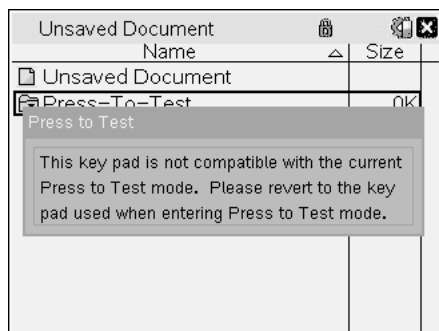 Unsaved Document
Name Size
Unsaved Document
Press-To-Test 0K
Press to Test
This key pad is not compatible with the current
Press to Test mode. Please revert to the key
pad used when entering Press to Test mode.